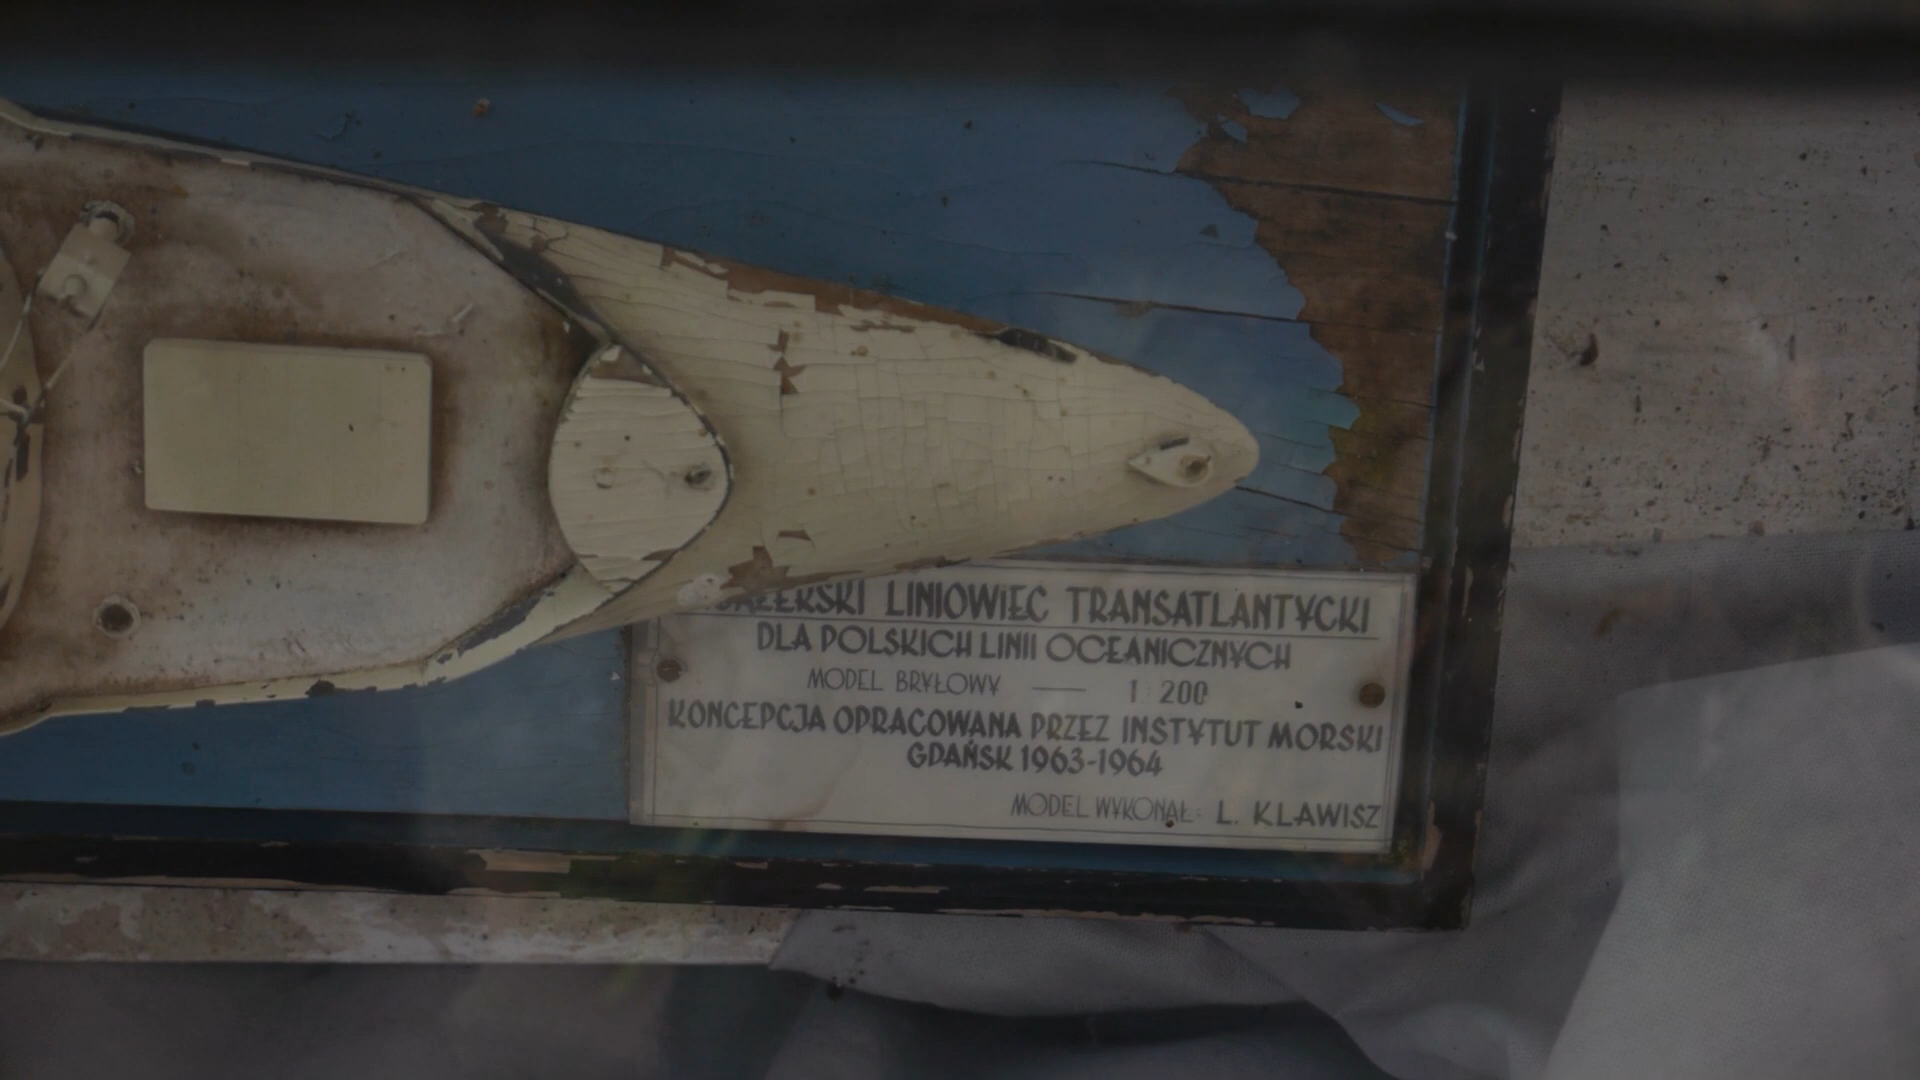 LINIOWIEC TRANSATLANTYCKI
DLA POLSKICH LINII OCEANICZNYCH
MODEL BRYŁOWY — 1:200
KONCEPCJA OPRACOWANA PRZEZ INSTYTUT MORSKI
GDAŃSK 1963-1964
MODEL WYKONAŁ: L. KLAWISZ